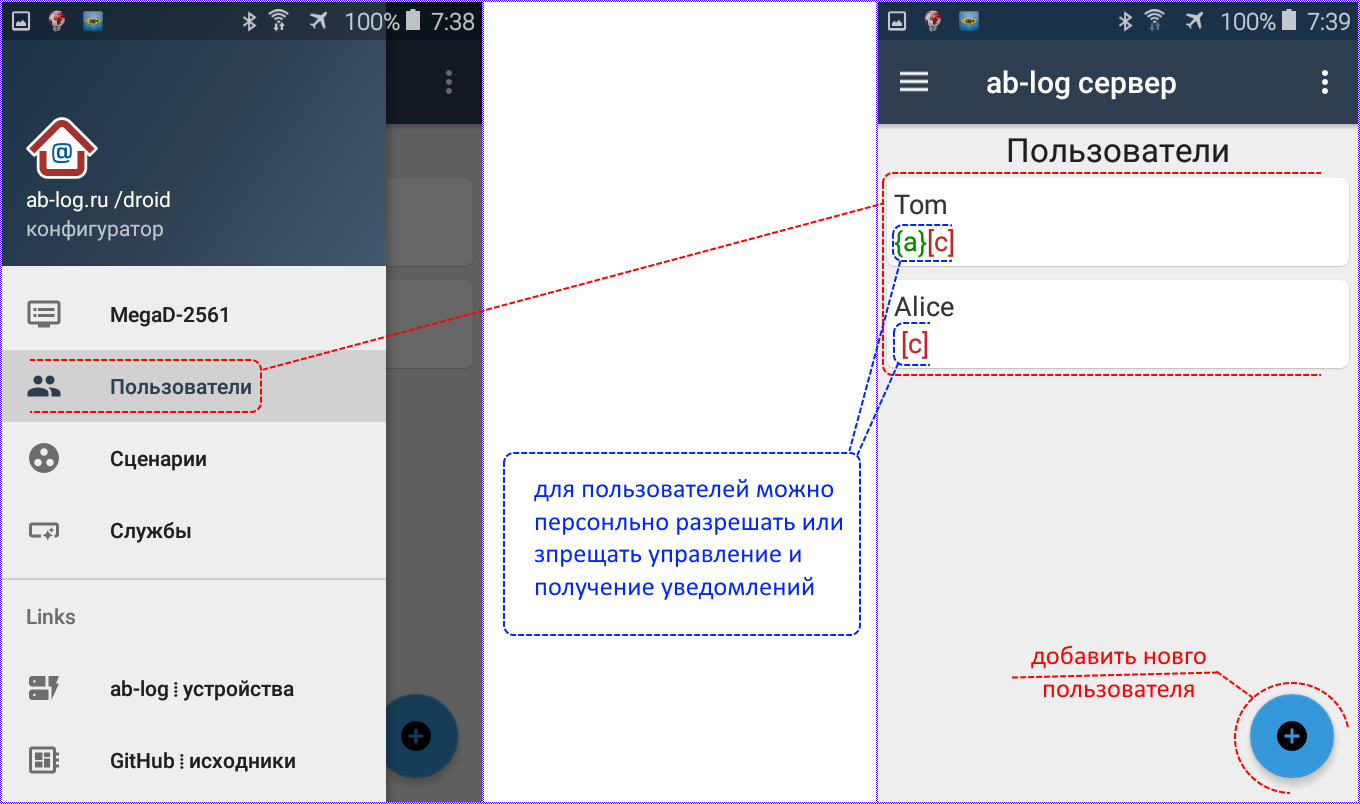 100% 7:38
@
ab-log.ru /droid
конфигуратор
MegaD-2561
Пользователи
Сценарии
Службы
Links
ab-log ⁞ устройства
GitHub ⁞ исходники
для пользователей можно
персонльно разрешать или
зпрещать управление и
получение уведомлений
100% 7:39
ab-log сервер
Пользователи
Tom
{a}[c]
Alice
[c]
добавить новго
пользователя